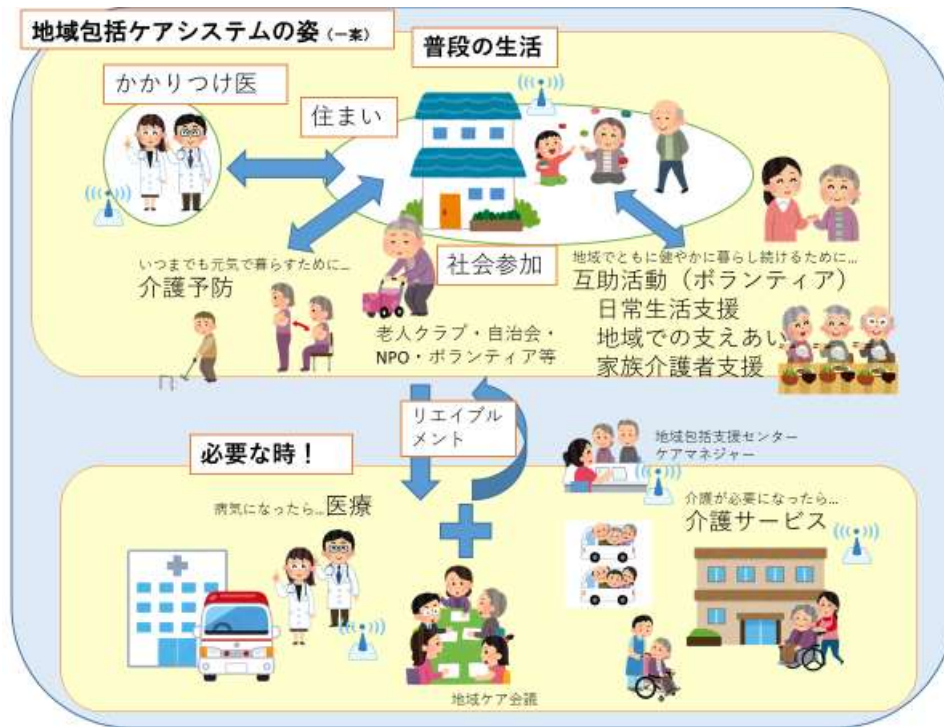 地域包括ケアシステムの姿（一案）
普段の生活
かかりつけ医
住まい
いつまでも元気で暮らすために…
介護予防
社会参加
老人クラブ・自治会・
NPO・ボランティア等
地域でともに健やかに暮らし続けるために…
互助活動（ボランティア）
日常生活支援
地域での支えあい
家族介護者支援
リエイブル
メント
必要な時！
地域包括支援センター
ケアマネジャー
病気になったら…医療
介護が必要になったら…
介護サービス
地域ケア会議